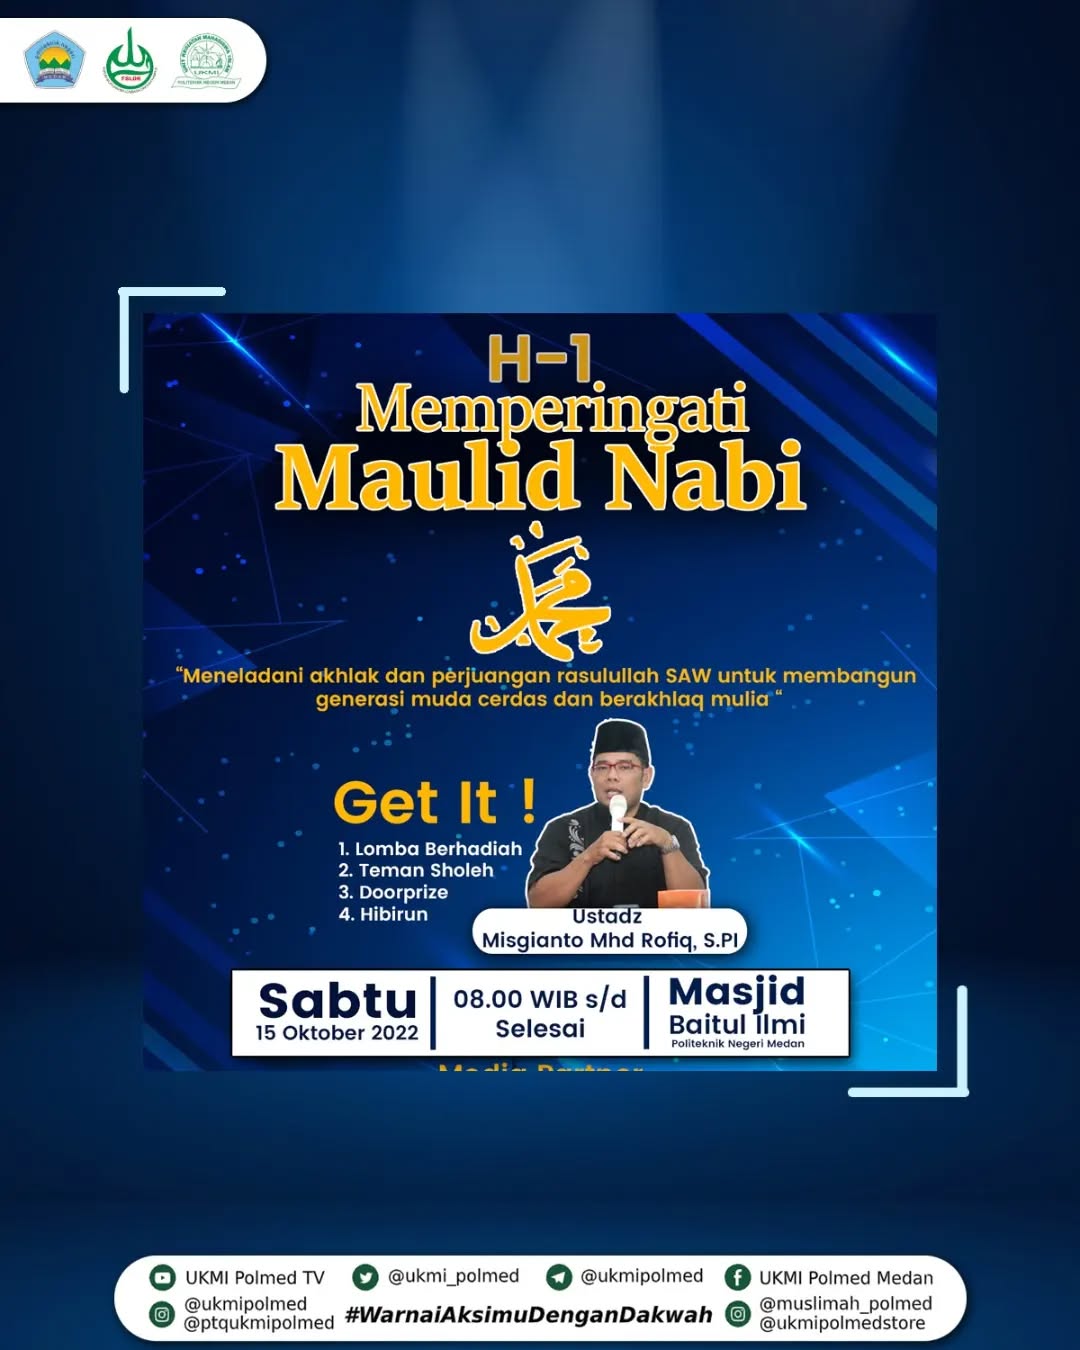 H-1
Memperingati
Maulid Nabi
محمد
“Meneladani akhlak dan perjuangan rasulullah SAW untuk membangun
generasi muda cerdas dan berakhlaq mulia “
Get It !
1. Lomba Berhadiah
2. Teman Sholeh
3. Doorprize
4. Hibirun
Ustadz
Misgianto Mhd Rofiq, S.PI
Sabtu
15 Oktober 2022
08.00 WIB s/d
Selesai
Masjid
Baitul Ilmi
Politeknik Negeri Medan
Media Partner
UKMI Polmed TV
@ukmi_polmed
@ukmipolmed
UKMI Polmed Medan
@ukmipolmed
@ptqukmipolmed
#WarnaiAksimuDenganDakwah
@muslimah_polmed
@ukmipolmedstore